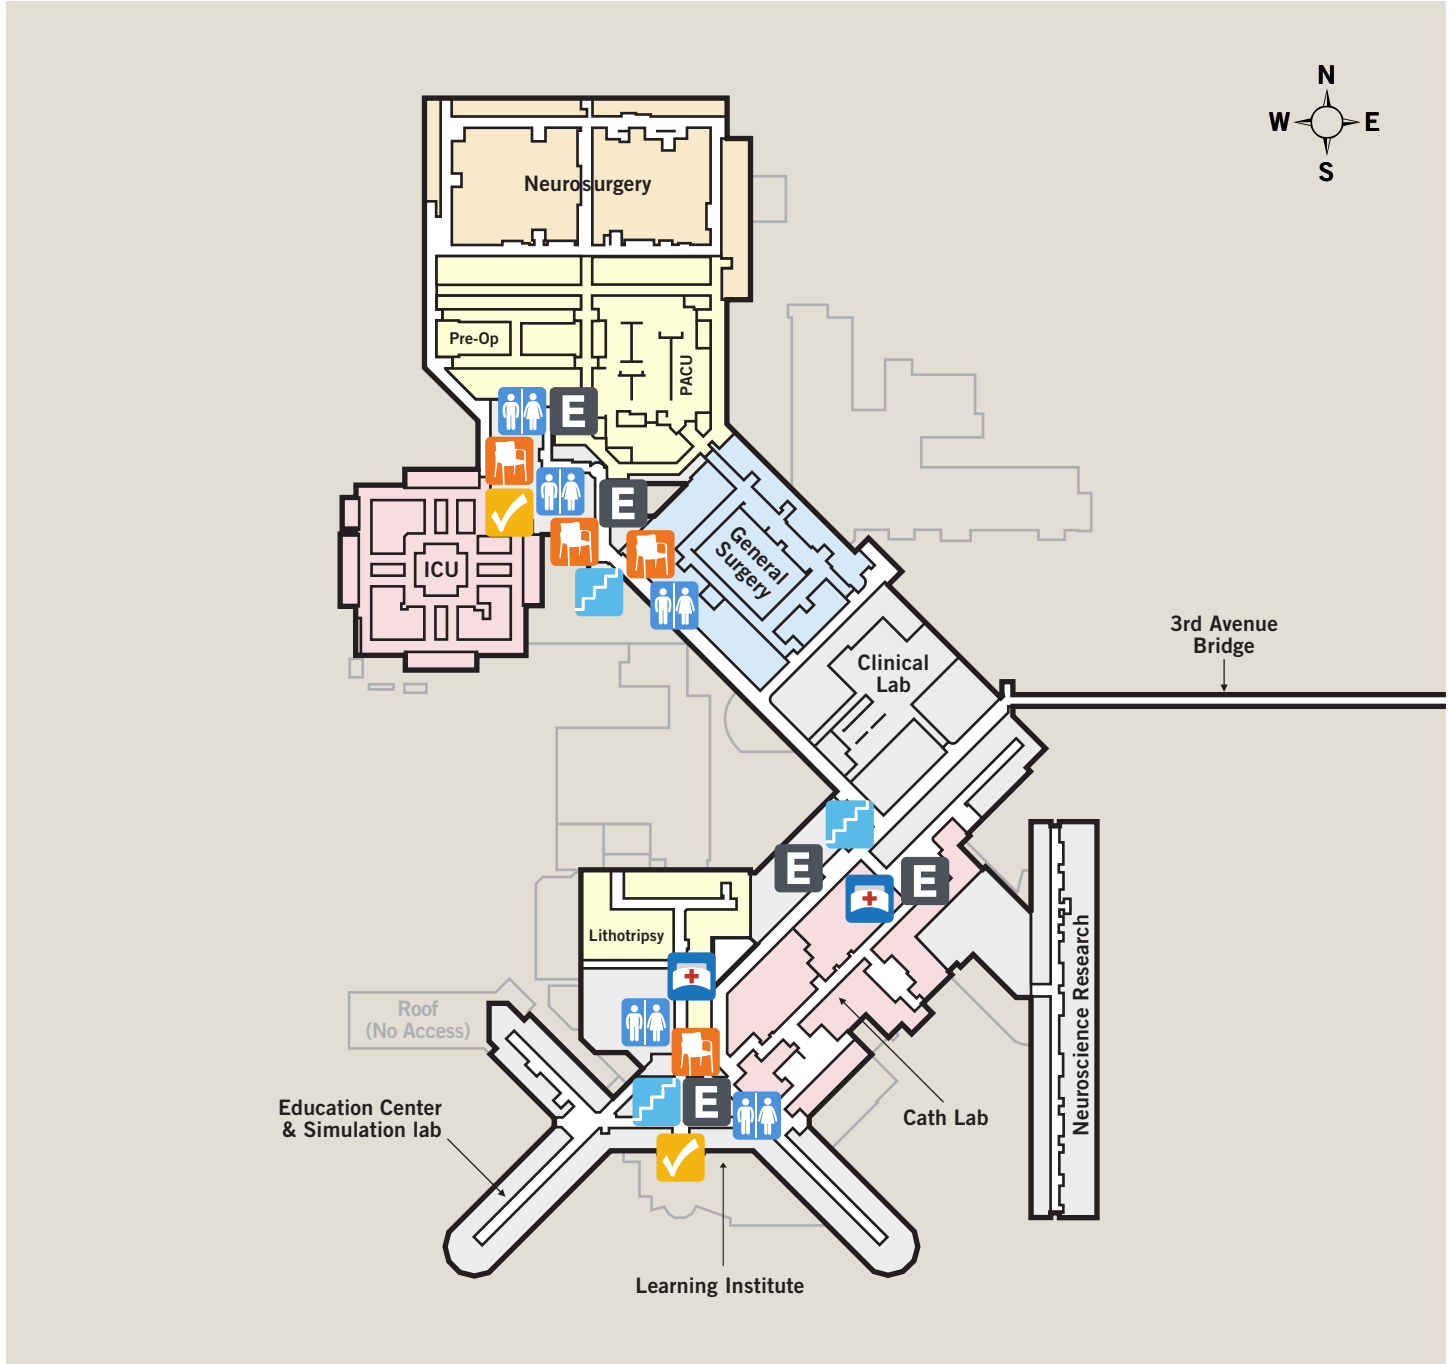 N
W E
S
Neurosurgery
Pre-Op
PACU
E
E
ICU
General
Surgery
3rd Avenue
Bridge
Clinical
Lab
E
E
Lithotripsy
Neuroscience Research
Roof
(No Access)
E
Education Center
& Simulation lab
Cath Lab
Learning Institute